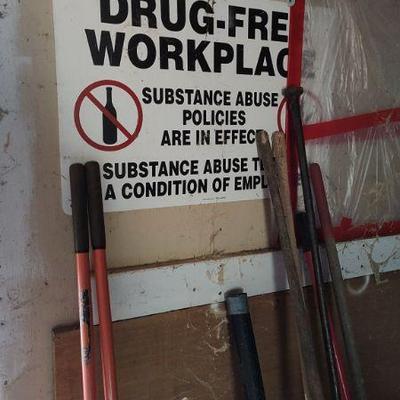 DRUG-FRE
WORKPLAC
SUBSTANCE ABUSE
POLICIES
ARE IN EFFECT
SUBSTANCE ABUSE T
A CONDITION OF EMPL